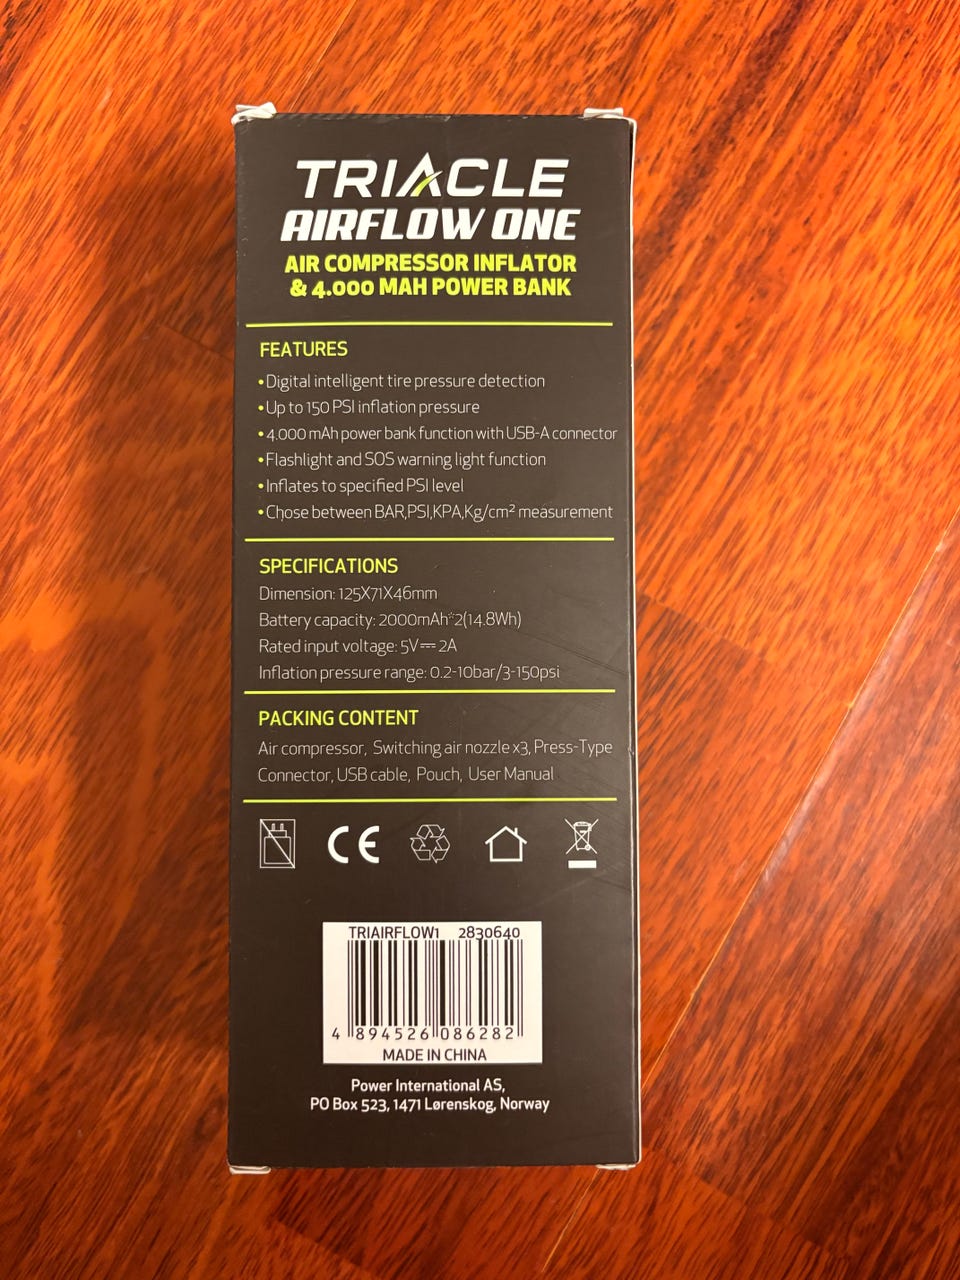 TRIACLE
AIRFLOW ONE
AIR COMPRESSOR INFLATOR
& 4.000 MAH POWER BANK
FEATURES
•Digital intelligent tire pressure detection
•Up to 150 PSI inflation pressure
•4.000 mAh power bank function with USB-A connector
•Flashlight and SOS warning light function
•Inflates to specified PSI level
•Chose between BAR,PSI,KPA,Kg/cm² measurement
SPECIFICATIONS
Dimension: 125X71X46mm
Battery capacity: 2000mAh*2(14.8Wh)
Rated input voltage: 5V⎓2A
Inflation pressure range: 0.2-10bar/3-150psi
PACKING CONTENT
Air compressor, Switching air nozzle x3, Press-Type
Connector, USB cable, Pouch, User Manual
CE
TRIAIRFLOW1 2830640
4 894526 086282
MADE IN CHINA
Power International AS,
PO Box 523, 1471 Lørenskog, Norway